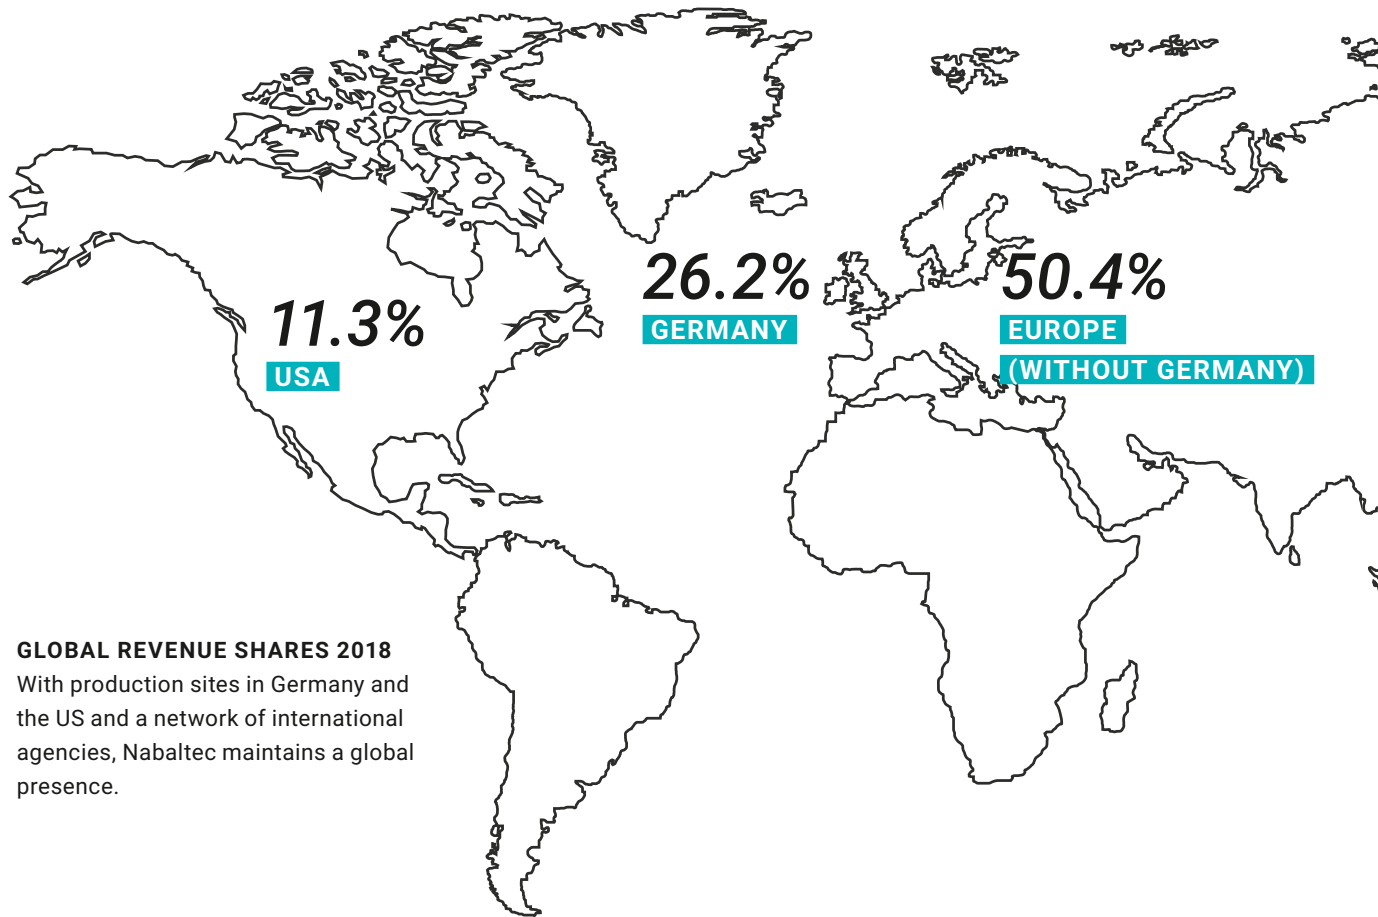 26.2%
GERMANY
50.4%
EUROPE
(WITHOUT GERMANY)
11.3%
USA
GLOBAL REVENUE SHARES 2018
With production sites in Germany and
the US and a network of international
agencies, Nabaltec maintains a global
presence.